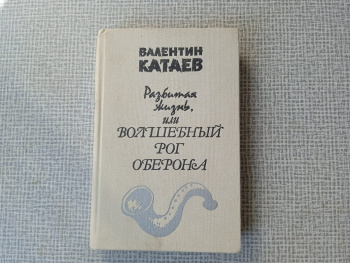 ВАЛЕНТИН
КАТАЕВ
Разбитая
жизнь,
или
ВОЛШЕБНЫЙ
РОГ
ОБЕРОНА